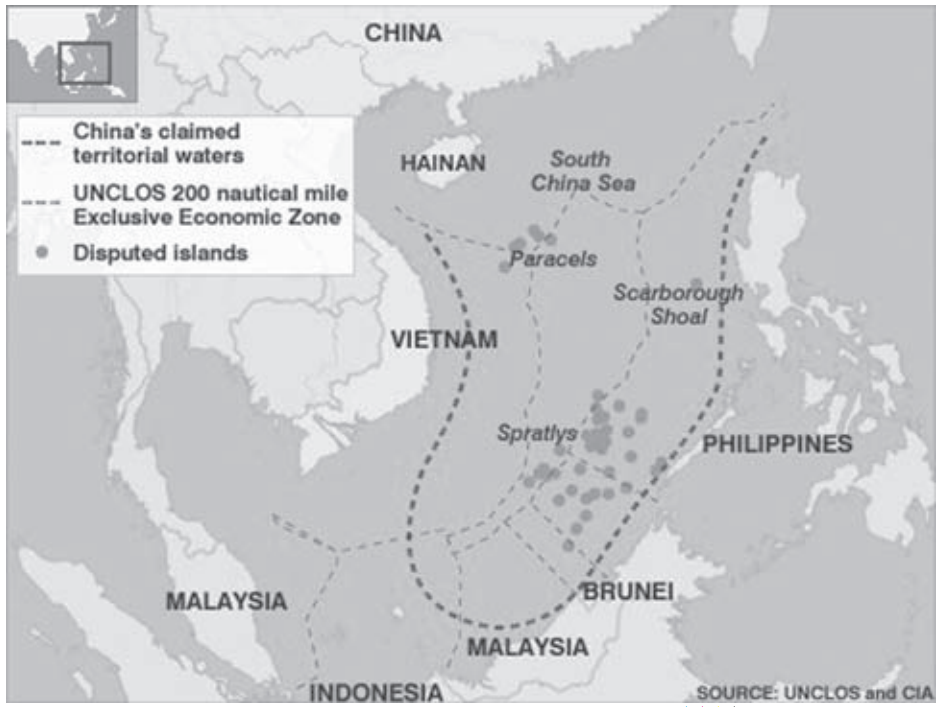 CHINA
China's claimed
territorial waters
UNCLOS 200 nautical mile
Exclusive Economic Zone
Disputed islands
HAINAN
South
China Sea
Paracels
Scarborough
Shoal
VIETNAM
Spratlys
PHILIPPINES
MALAYSIA
BRUNEI
MALAYSIA
INDONESIA
SOURCE: UNCLOS and CIA